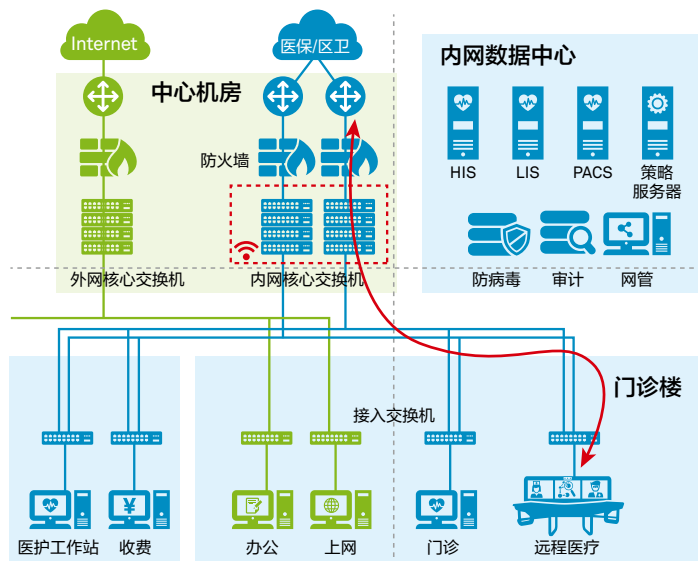 Internet
医保/区卫
中心机房
内网数据中心
防火墙
HIS
LIS
PACS
策略
服务器
外网核心交换机
内网核心交换机
防病毒
审计
网管
门诊楼
接入交换机
¥
医护工作站
收费
办公
上网
门诊
远程医疗